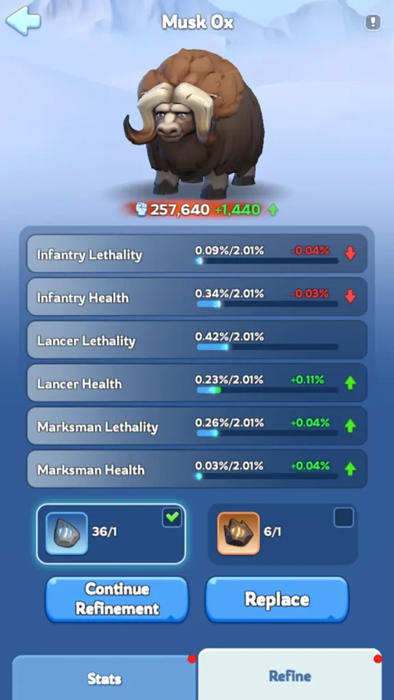 Musk Ox
257,640 +1,440
Infantry Lethality 0.09%/2.01% -0.04%
Infantry Health 0.34%/2.01% -0.03%
Lancer Lethality 0.42%/2.01%
Lancer Health 0.23%/2.01% +0.11%
Marksman Lethality 0.26%/2.01% +0.04%
Marksman Health 0.03%/2.01% +0.04%
36/1 6/1
Continue
Refinement
Replace
Stats Refine